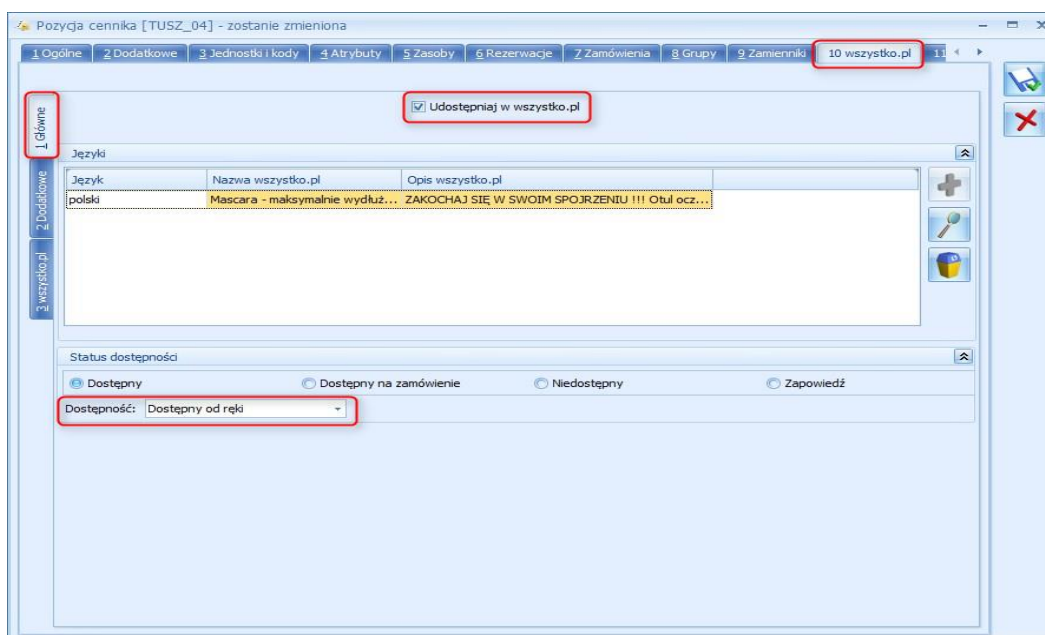 Pozycja cennika [TUSZ_04] - zostanie zmieniona
1 Ogólne 2 Dodatkowe 3 Jednostki i kody 4 Atrybuty 5 Zasoby 6 Rezerwacje 7 Zamówienia 8 Grupy 9 Zamienniki 10 wszystko.pl 11
1 Główne
2 Dodatkowe
3 wszystko.pl
Udostępniaj w wszystko.pl
Języki
Język Nazwa wszystko.pl Opis wszystko.pl
polski Mascara - maksymalnie wydłuż... ZAKOCHAJ SIĘ W SWOIM SPOJRZENIU !!! Otul ocz...
Status dostępności
Dostępny Dostępny na zamówienie Niedostępny Zapowiedź
Dostępność: Dostępny od ręki